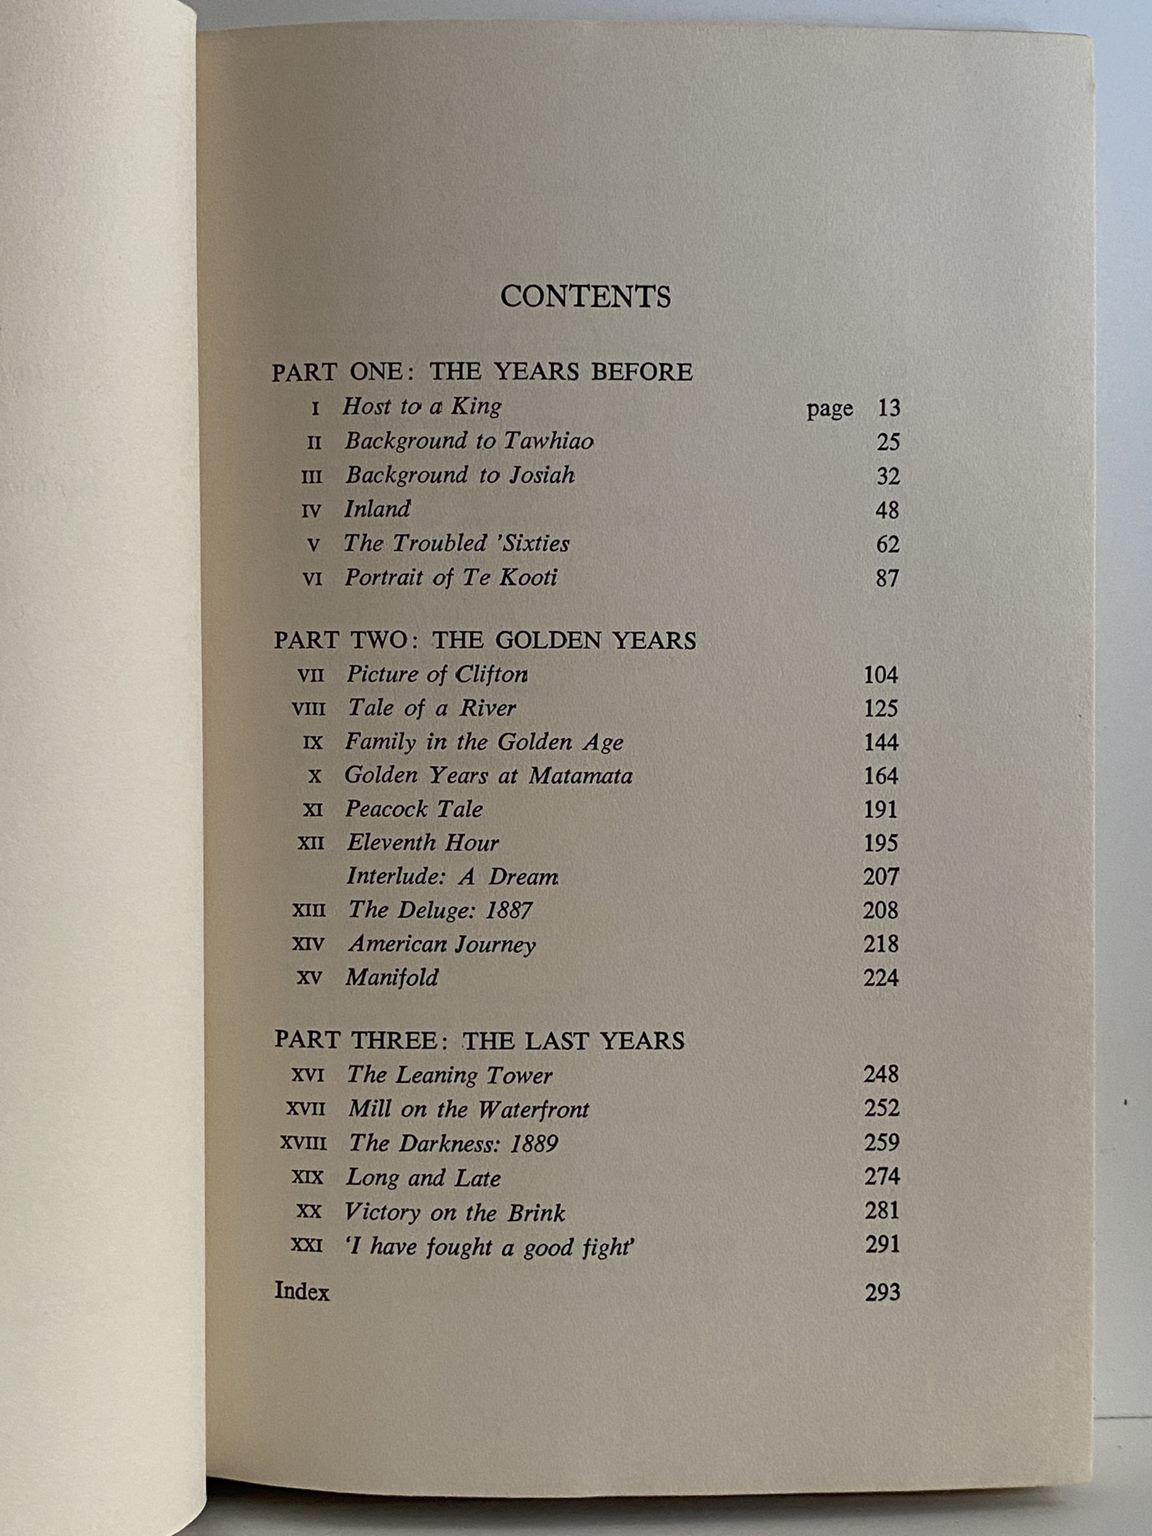 CONTENTS
PART ONE: THE YEARS BEFORE
I Host to a King page 13
II Background to Tawhiao 25
III Background to Josiah 32
IV Inland 48
V The Troubled 'Sixties 62
VI Portrait of Te Kooti 87
PART TWO: THE GOLDEN YEARS
VII Picture of Clifton 104
VIII Tale of a River 125
IX Family in the Golden Age 144
X Golden Years at Matamata 164
XI Peacock Tale 191
XII Eleventh Hour 195
Interlude: A Dream 207
XIII The Deluge: 1887 208
XIV American Journey 218
XV Manifold 224
PART THREE: THE LAST YEARS
XVI The Leaning Tower 248
XVII Mill on the Waterfront 252
XVIII The Darkness: 1889 259
XIX Long and Late 274
XX Victory on the Brink 281
XXI 'I have fought a good fight' 291
Index 293